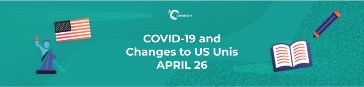 COVID-19 and
Changes to US Unis
APRIL 26